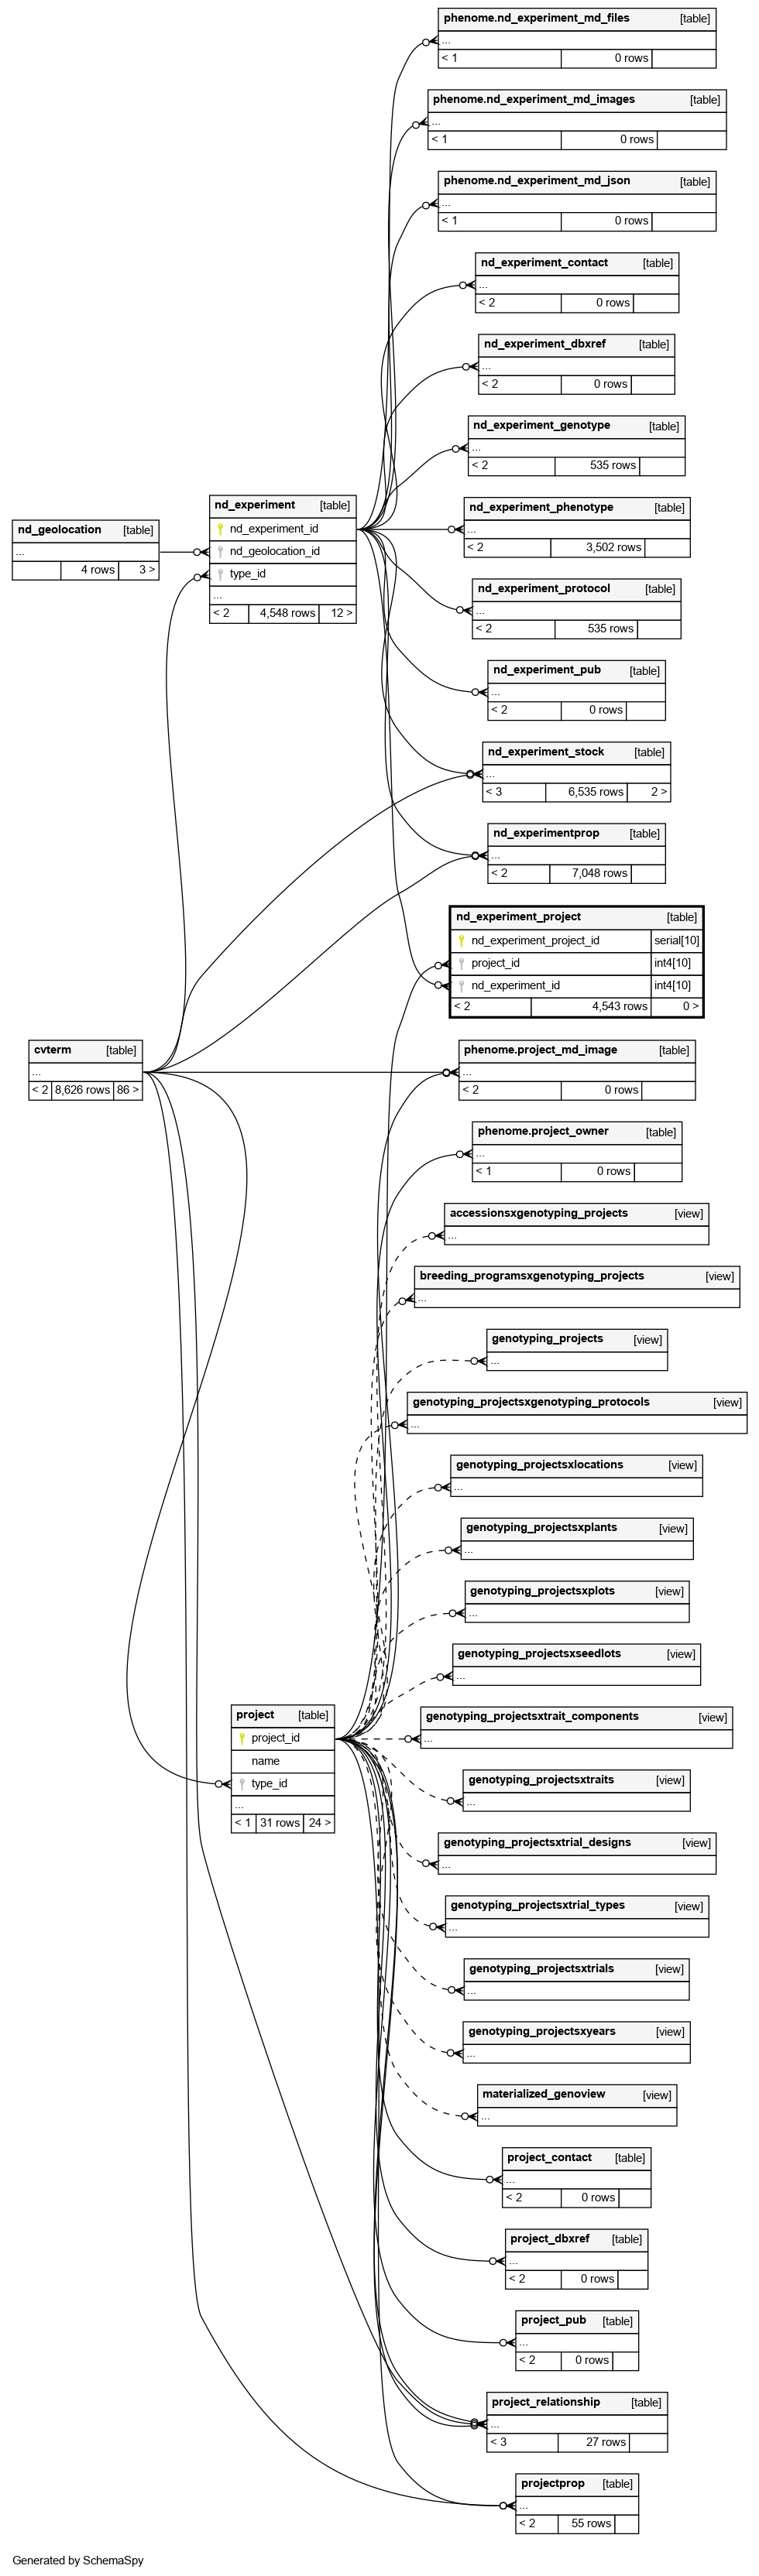 phenome.nd_experiment_md_files [table]
...
< 1 0 rows
phenome.nd_experiment_md_images [table]
...
< 1 0 rows
phenome.nd_experiment_md_json [table]
...
< 1 0 rows
nd_experiment_contact [table]
...
< 2 0 rows
nd_experiment_dbxref [table]
...
< 2 0 rows
nd_experiment_genotype [table]
...
< 2 535 rows
nd_experiment [table]
nd_experiment_id
nd_geolocation_id
type_id
...
< 2 4,548 rows 12 >
nd_geolocation [table]
...
4 rows 3 >
nd_experiment_phenotype [table]
...
< 2 3,502 rows
nd_experiment_protocol [table]
...
< 2 535 rows
nd_experiment_pub [table]
...
< 2 0 rows
nd_experiment_stock [table]
...
< 3 6,535 rows 2 >
nd_experimentprop [table]
...
< 2 7,048 rows
nd_experiment_project [table]
nd_experiment_project_id serial[10]
project_id int4[10]
nd_experiment_id int4[10]
< 2 4,543 rows 0 >
cvterm [table]
...
< 2 8,626 rows 86 >
phenome.project_md_image [table]
...
< 2 0 rows
phenome.project_owner [table]
...
< 1 0 rows
accessionsxgenotyping_projects [view]
...
breeding_programsxgenotyping_projects [view]
...
genotyping_projects [view]
...
genotyping_projectsxgenotyping_protocols [view]
...
genotyping_projectsxlocations [view]
...
genotyping_projectsxplants [view]
...
genotyping_projectsxplots [view]
...
genotyping_projectsxseedlots [view]
...
project [table]
project_id
name
type_id
...
< 1 31 rows 24 >
genotyping_projectsxtrait_components [view]
...
genotyping_projectsxtraits [view]
...
genotyping_projectsxtrial_designs [view]
...
genotyping_projectsxtrial_types [view]
...
genotyping_projectsxtrials [view]
...
genotyping_projectsxyears [view]
...
materialized_genoview [view]
...
project_contact [table]
...
< 2 0 rows
project_dbxref [table]
...
< 2 0 rows
project_pub [table]
...
< 2 0 rows
project_relationship [table]
...
< 3 27 rows
projectprop [table]
...
< 2 55 rows
Generated by SchemaSpy